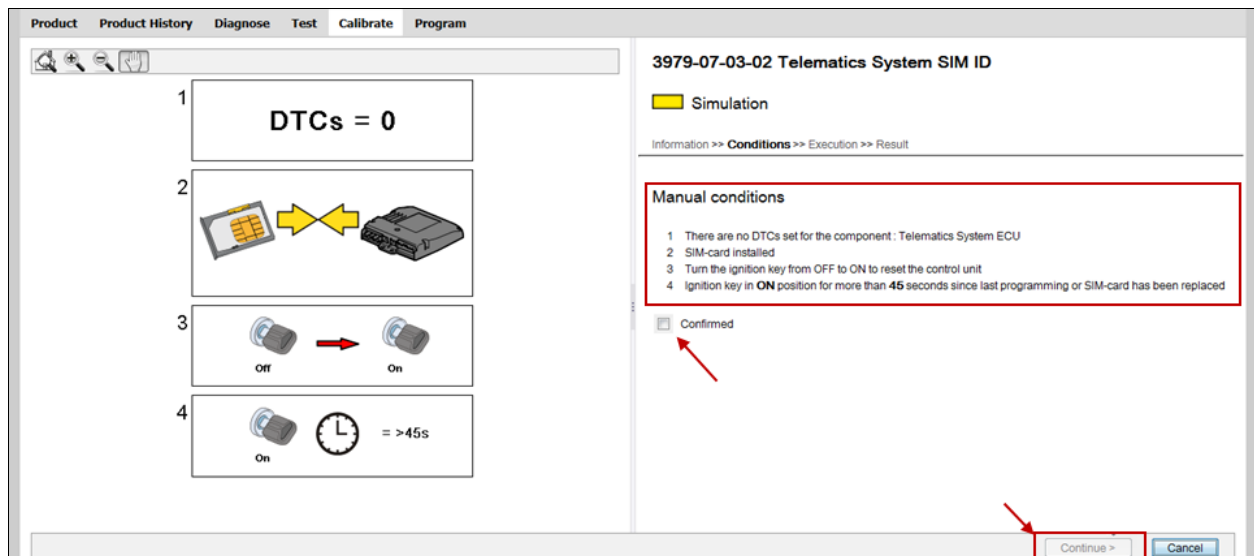 Product Product History Diagnose Test Calibrate Program
3979-07-03-02 Telematics System SIM ID
Simulation
Information >> Conditions >> Execution >> Result
1
DTCs = 0
2
3
Off
On
4
On
= >45s
Manual conditions
1 There are no DTCs set for the component : Telematics System ECU
2 SIM-card installed
3 Turn the ignition key from OFF to ON to reset the control unit
4 Ignition key in ON position for more than 45 seconds since last programming or SIM-card has been replaced
Confirmed
Continue >
Cancel